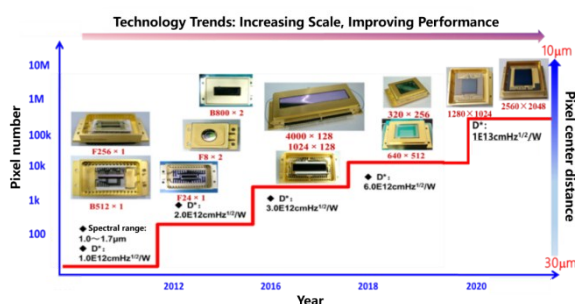 Technology Trends: Increasing Scale, Improving Performance
10μm
10M
1M
100k
10k
1k
100
Pixel number
B800 × 2
F256 × 1
F8 × 2
4000 × 128
1024 × 128
320 × 256
640 × 512
1280×1024
2560 × 2048
B512 × 1
F24 × 1
◆ Spectral range:
1.0～1.7μm
◆ D*:
1.0E12cmHz1/2/W
◆ D*:
2.0E12cmHz1/2/W
◆ D*:
3.0E12cmHz1/2/W
◆ D*:
6.0E12cmHz1/2/W
◆ D*:
1E13cmHz1/2/W
Pixel center distance
30μm
2012
2016
2018
2020
Year